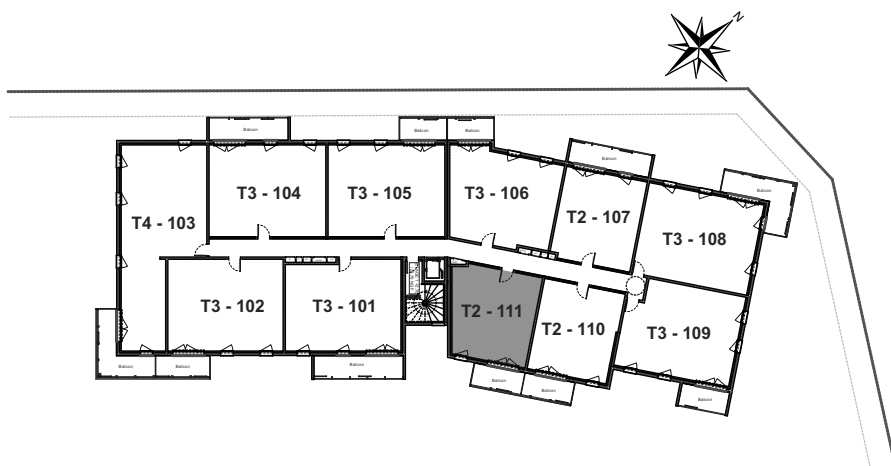 N
Balcon
Balcon
Balcon
Balcon
Balcon
T3 - 104
T3 - 105
T3 - 106
T2 - 107
T4 - 103
T3 - 108
T3 - 102
T3 - 101
T2 - 111
T2 - 110
T3 - 109
Balcon
Balcon
Balcon
Balcon
Balcon
Balcon